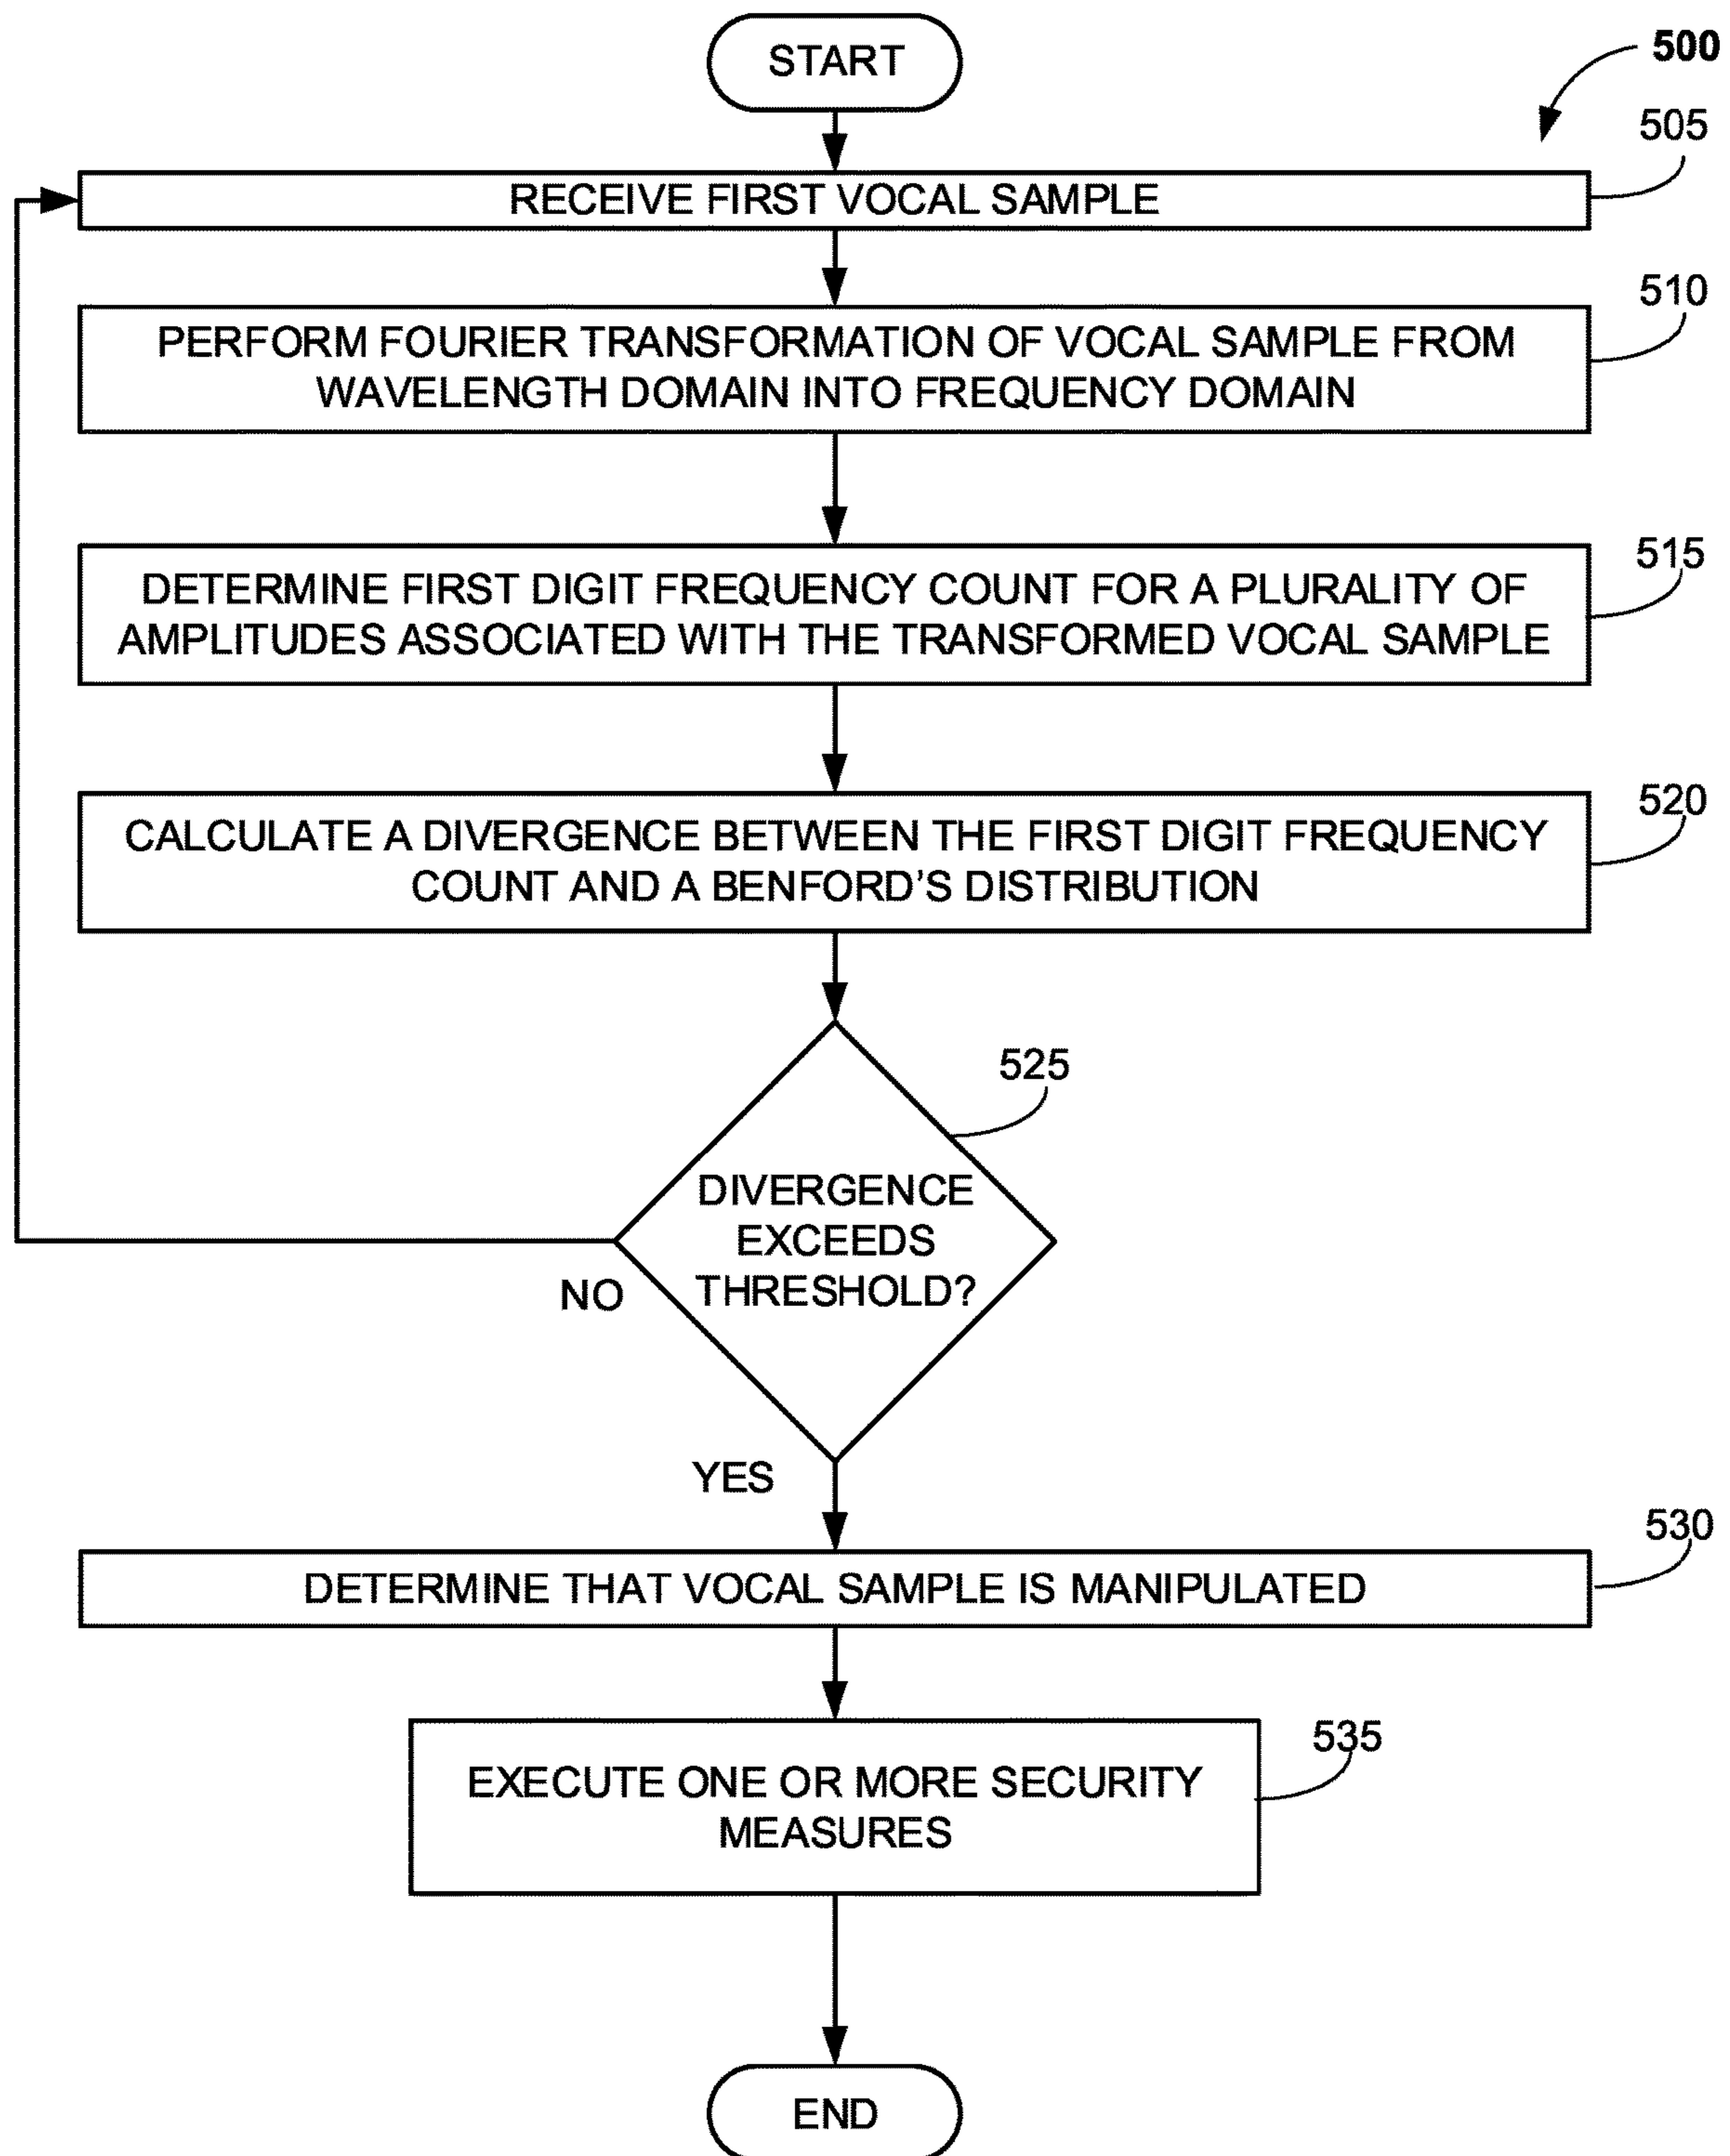 START
500
505
RECEIVE FIRST VOCAL SAMPLE
510
PERFORM FOURIER TRANSFORMATION OF VOCAL SAMPLE FROM
WAVELENGTH DOMAIN INTO FREQUENCY DOMAIN
515
DETERMINE FIRST DIGIT FREQUENCY COUNT FOR A PLURALITY OF
AMPLITUDES ASSOCIATED WITH THE TRANSFORMED VOCAL SAMPLE
520
CALCULATE A DIVERGENCE BETWEEN THE FIRST DIGIT FREQUENCY
COUNT AND A BENFORD'S DISTRIBUTION
525
DIVERGENCE
EXCEEDS
THRESHOLD?
NO
YES
530
DETERMINE THAT VOCAL SAMPLE IS MANIPULATED
535
EXECUTE ONE OR MORE SECURITY
MEASURES
END